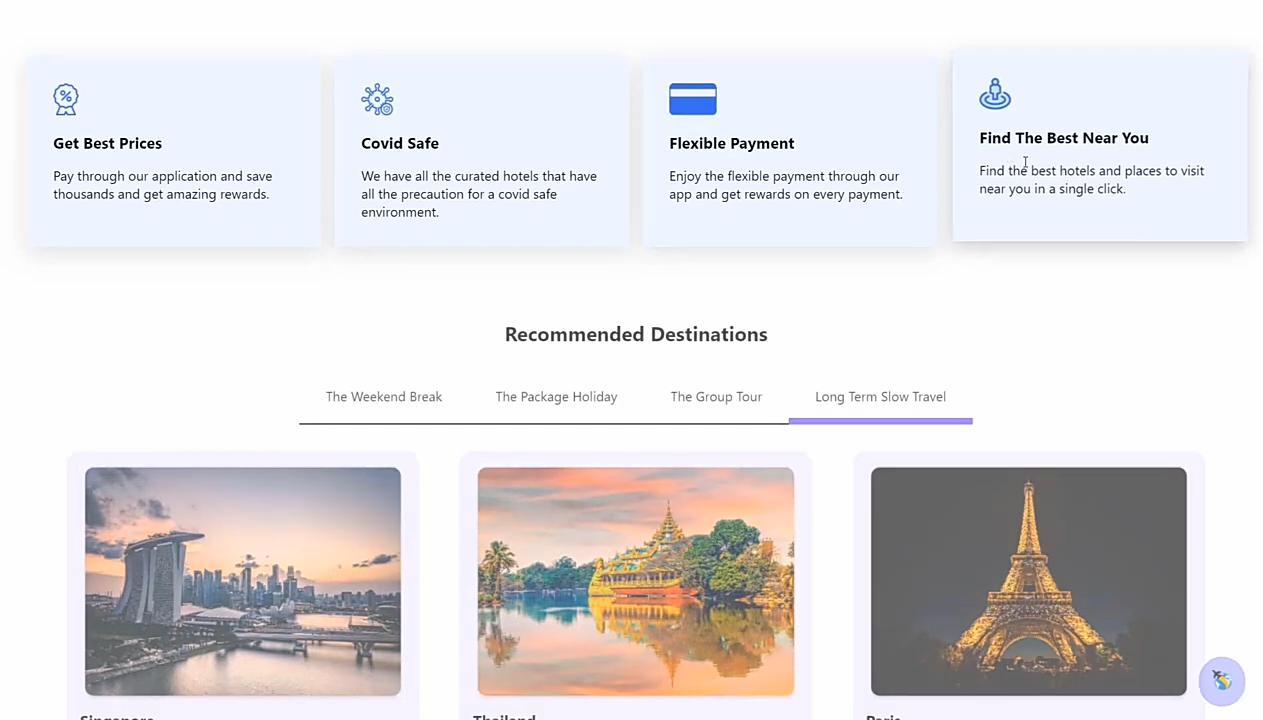 Get Best Prices
Pay through our application and save
thousands and get amazing rewards.
Covid Safe
We have all the curated hotels that have
all the precaution for a covid safe
environment.
Flexible Payment
Enjoy the flexible payment through our
app and get rewards on every payment.
Find The Best Near You
Find the best hotels and places to visit
near you in a single click.
Recommended Destinations
The Weekend Break
The Package Holiday
The Group Tour
Long Term Slow Travel
Singapore
Thailand
Paris